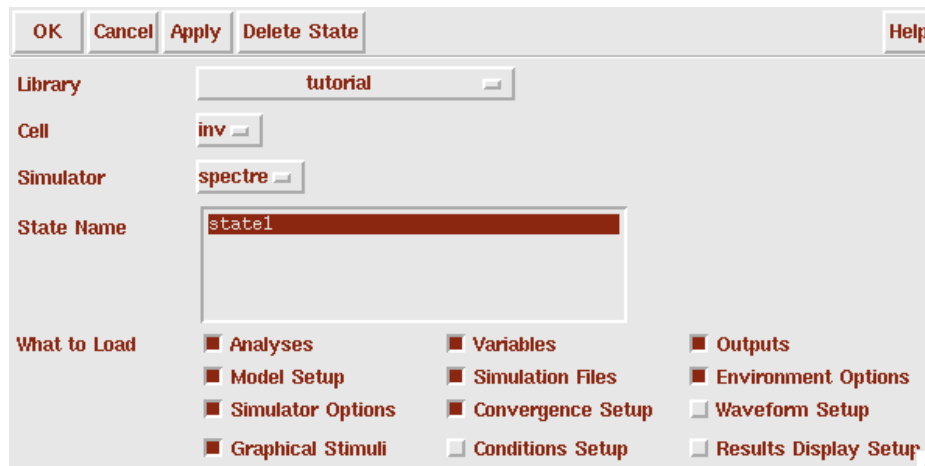 OK Cancel Apply Delete State Help
Library tutorial
Cell inv
Simulator spectre
State Name state1
What to Load Analyses Variables Outputs
Model Setup Simulation Files Environment Options
Simulator Options Convergence Setup Waveform Setup
Graphical Stimuli Conditions Setup Results Display Setup